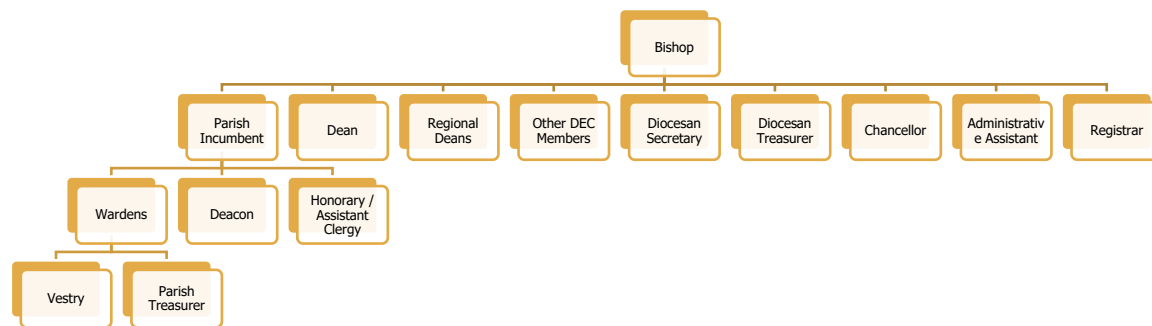 Bishop
Parish
Incumbent
Dean
Regional
Deans
Other DEC
Members
Diocesan
Secretary
Diocesan
Treasurer
Chancellor
Administrativ
e Assistant
Registrar
Wardens
Deacon
Honorary /
Assistant
Clergy
Vestry
Parish
Treasurer